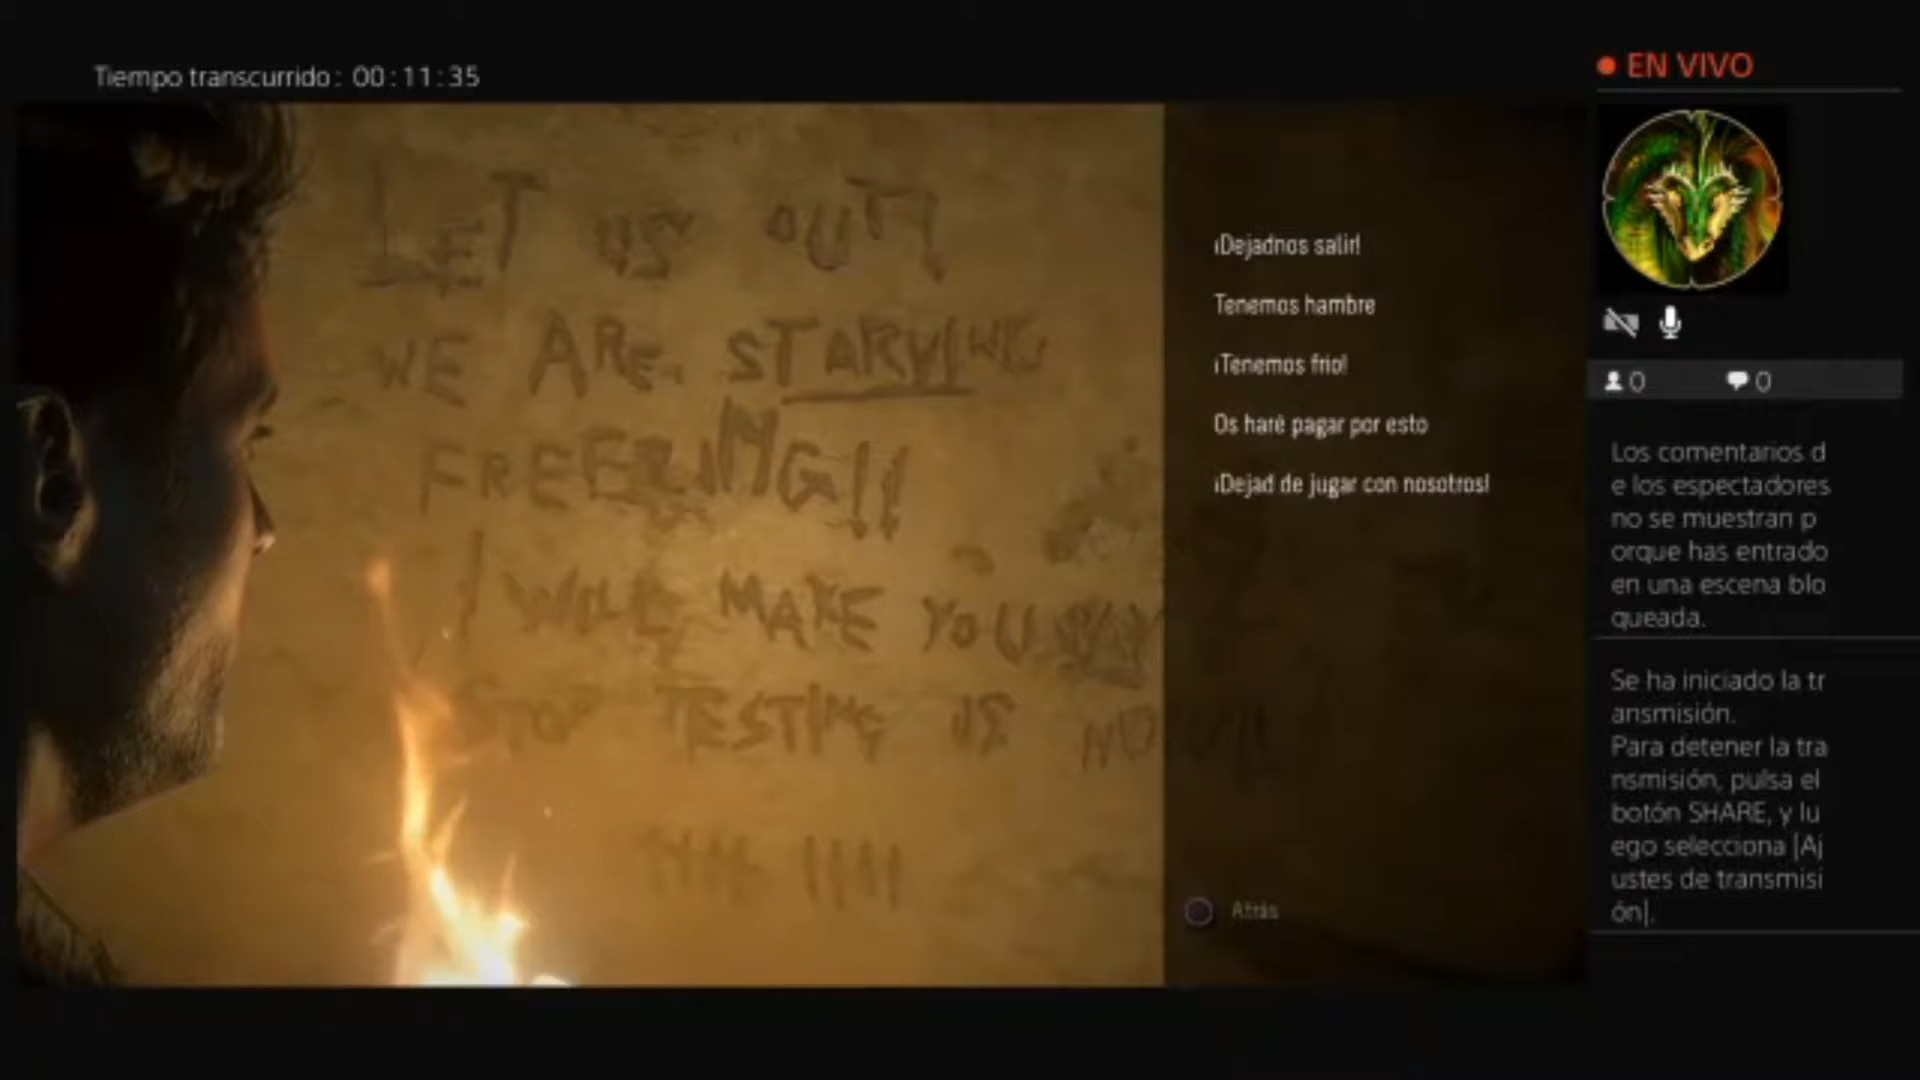 Tiempo transcurrido: 00:11:35
EN VIVO
LET US OUT!
WE ARE STARVING
FREEZING!!
I WILL MAKE YOU PAY
STOP TESTING US
¡Dejadnos salir!
Tenemos hambre
¡Tenemos frío!
Os haré pagar por esto
¡Dejad de jugar con nosotros!
Atrás
0 0
Los comentarios d
e los espectadores
no se muestran p
orque has entrado
en una escena blo
queada.
Se ha iniciado la tr
ansmisión.
Para detener la tra
nsmisión, pulsa el
botón SHARE, y lu
ego selecciona [Aj
ustes de transmisi
ón].